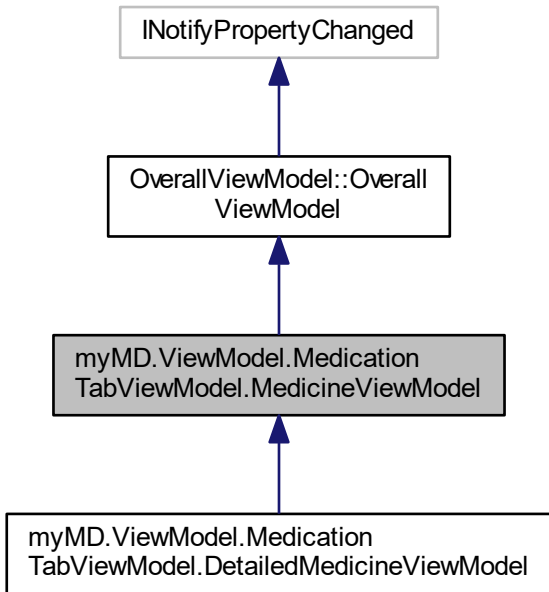 INotifyPropertyChanged
OverallViewModel::Overall
ViewModel
myMD.ViewModel.Medication
TabViewModel.MedicineViewModel
myMD.ViewModel.Medication
TabViewModel.DetailedMedicineViewModel